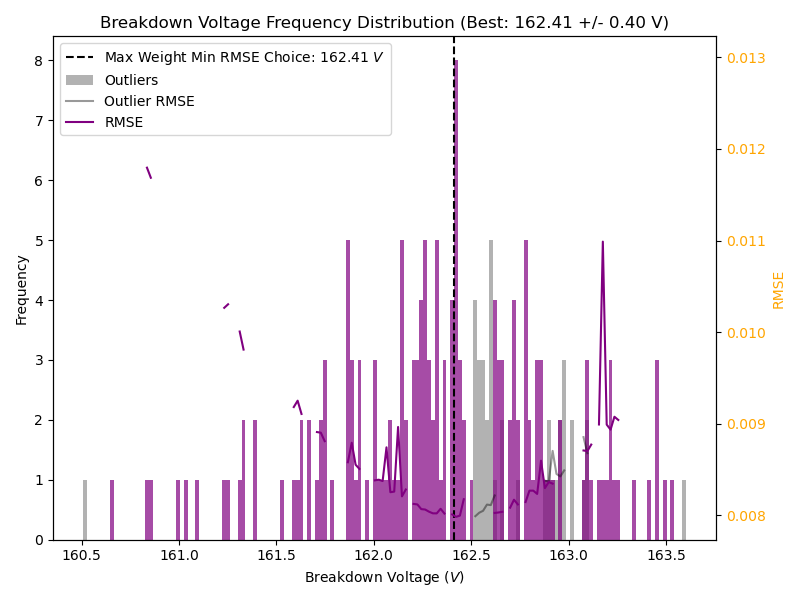 Breakdown Voltage Frequency Distribution (Best: 162.41 +/- 0.40 V)
Max Weight Min RMSE Choice: 162.41 V
Outliers
Outlier RMSE
RMSE
8
7
6
5
4
3
2
1
0
Frequency
0.013
0.012
0.011
0.010
0.009
0.008
RMSE
160.5 161.0 161.5 162.0 162.5 163.0 163.5
Breakdown Voltage (V)